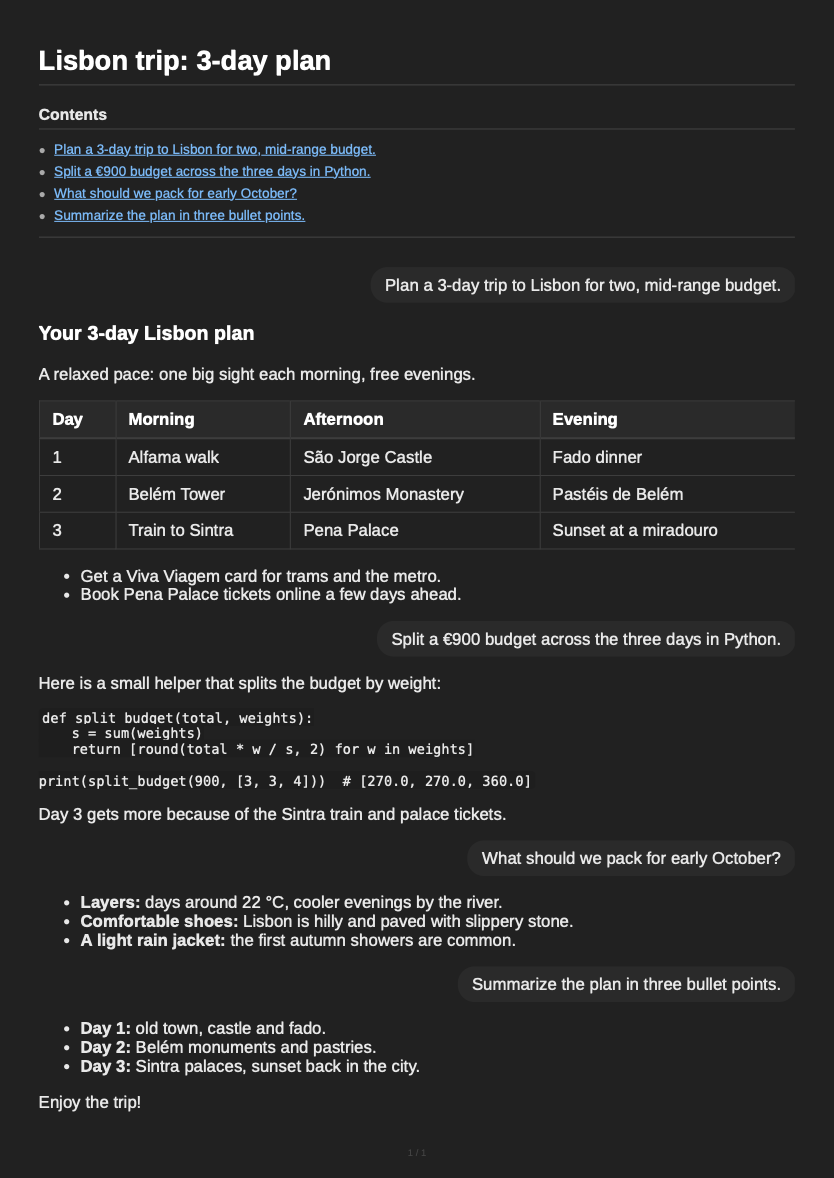 Lisbon trip: 3-day plan
Contents
• Plan a 3-day trip to Lisbon for two, mid-range budget.
• Split a €900 budget across the three days in Python.
• What should we pack for early October?
• Summarize the plan in three bullet points.
Plan a 3-day trip to Lisbon for two, mid-range budget.
Your 3-day Lisbon plan
A relaxed pace: one big sight each morning, free evenings.
Day Morning Afternoon Evening
1 Alfama walk São Jorge Castle Fado dinner
2 Belém Tower Jerónimos Monastery Pastéis de Belém
3 Train to Sintra Pena Palace Sunset at a miradouro
• Get a Viva Viagem card for trams and the metro.
• Book Pena Palace tickets online a few days ahead.
Split a €900 budget across the three days in Python.
Here is a small helper that splits the budget by weight:
def split_budget(total, weights):
    s = sum(weights)
    return [round(total * w / s, 2) for w in weights]
print(split_budget(900, [3, 3, 4]))  # [270.0, 270.0, 360.0]
Day 3 gets more because of the Sintra train and palace tickets.
What should we pack for early October?
• Layers: days around 22 °C, cooler evenings by the river.
• Comfortable shoes: Lisbon is hilly and paved with slippery stone.
• A light rain jacket: the first autumn showers are common.
Summarize the plan in three bullet points.
• Day 1: old town, castle and fado.
• Day 2: Belém monuments and pastries.
• Day 3: Sintra palaces, sunset back in the city.
Enjoy the trip!
1 / 1